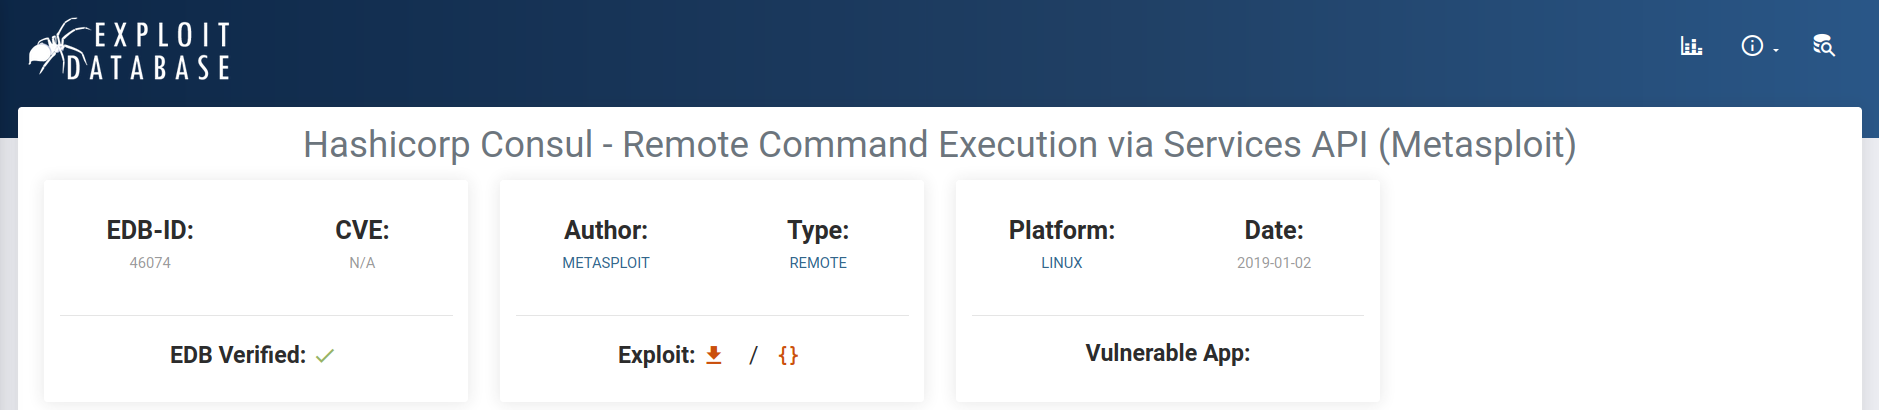 EXPLOIT
DATABASE
Hashicorp Consul - Remote Command Execution via Services API (Metasploit)
EDB-ID:
46074
CVE:
N/A
EDB Verified:
Author:
METASPLOIT
Type:
REMOTE
Exploit: / {}
Platform:
LINUX
Date:
2019-01-02
Vulnerable App: